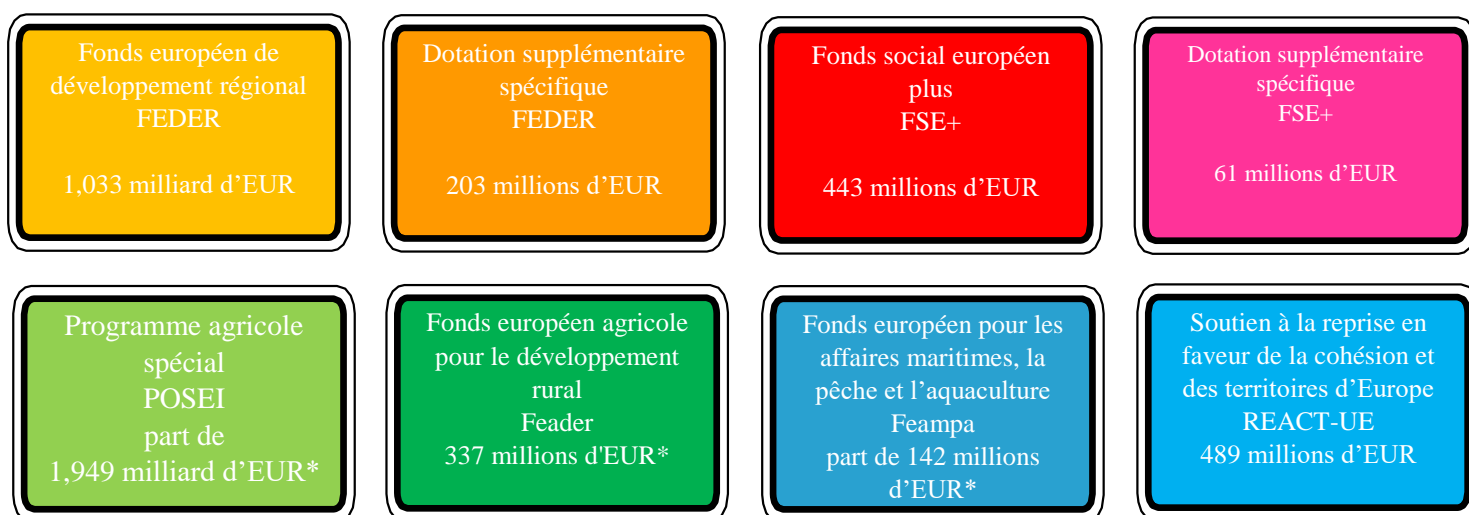 Fonds européen de
développement régional
FEDER
1,033 milliard d’EUR
Dotation supplémentaire
spécifique
FEDER
203 millions d’EUR
Fonds social européen
plus
FSE+
443 millions d’EUR
Dotation supplémentaire
spécifique
FSE+
61 millions d’EUR
Programme agricole
spécial
POSEI
part de
1,949 milliard d’EUR*
Fonds européen agricole
pour le développement
rural
Feader
337 millions d'EUR*
Fonds européen pour les
affaires maritimes, la
pêche et l’aquaculture
Feampa
part de 142 millions
d’EUR*
Soutien à la reprise en
faveur de la cohésion et
des territoires d’Europe
REACT-UE
489 millions d’EUR